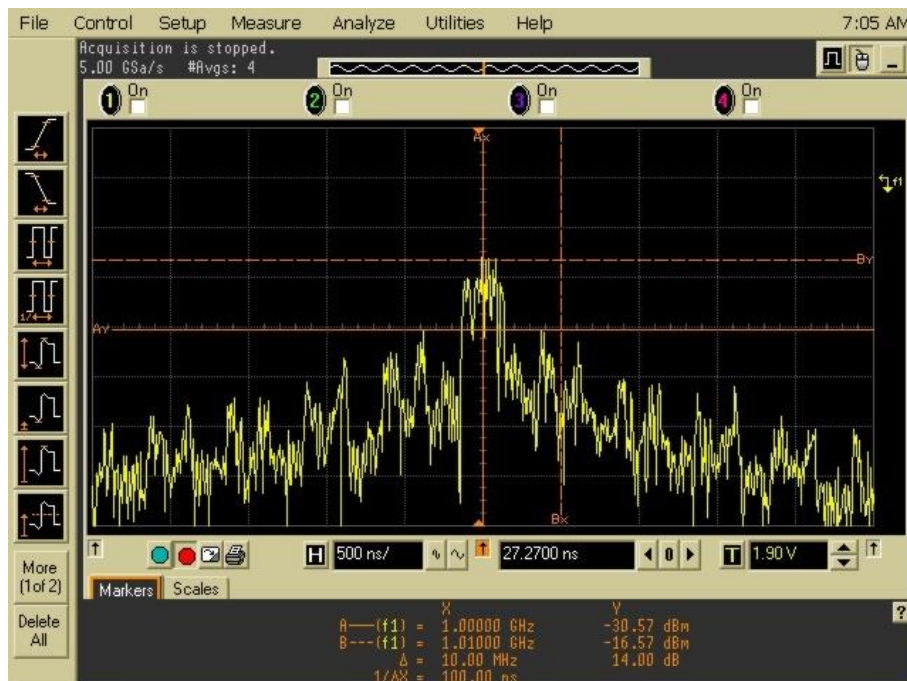 File Control Setup Measure Analyze Utilities Help 7:05 AM
Acquisition is stopped.
5.00 GSa/s #Avgs: 4
1 On 2 On 3 On 4 On
Ax
f1
By
Ay
Bx
17
More
(1 of 2)
H 500 ns/ 27.2700 ns 0 T 1.90 V
Markers Scales
Delete
All
?
X Y
A——(f1) = 1.00000 GHz -30.57 dBm
B---(f1) = 1.01000 GHz -16.57 dBm
Δ = 10.00 MHz 14.00 dB
1/ΔX = 100.00 ns